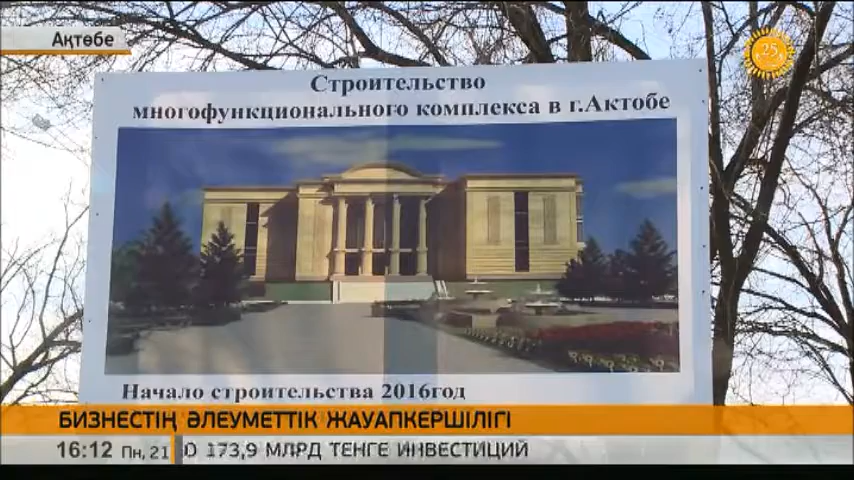 Ақтөбе
25
Строительство
многофункционального комплекса в г.Актобе
Начало строительства 2016год
БИЗНЕСТІҢ ӘЛЕУМЕТТІК ЖАУАПКЕРШІЛІГІ
16:12 Пн, 21 О 173,9 МЛРД ТЕНГЕ ИНВЕСТИЦИЙ